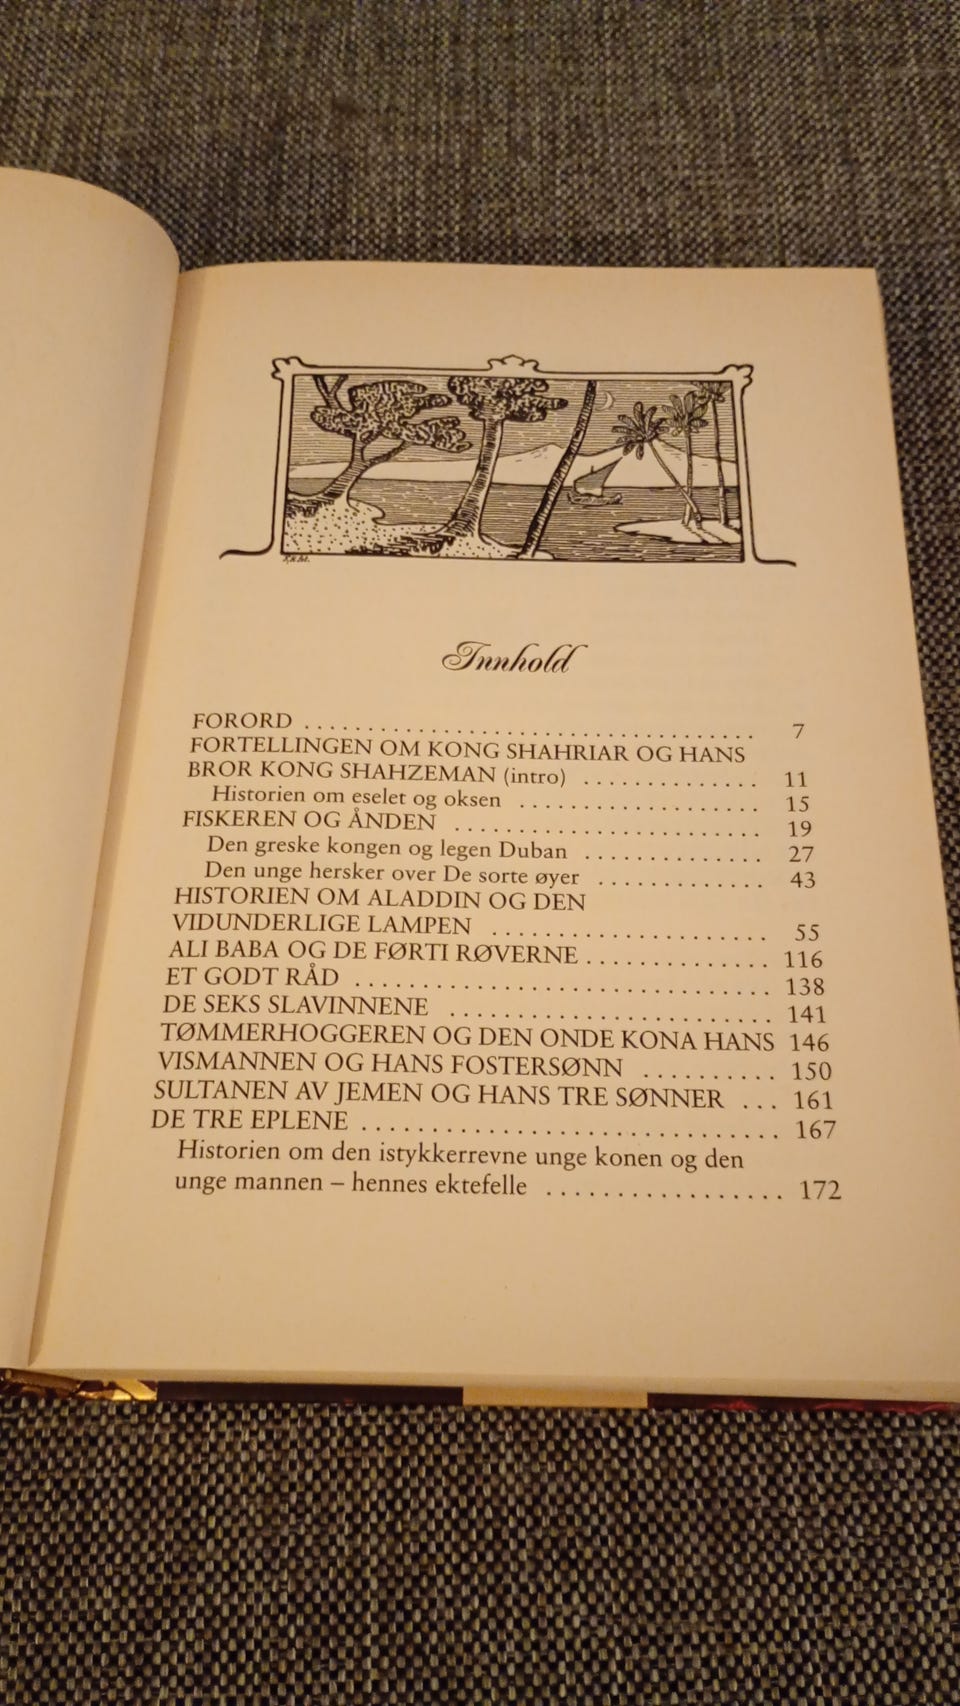 Innhold
FORORD . . . . . . . . . . . . . . . . . . . . . . . . . . . . . . . . . . . 7
FORTELLINGEN OM KONG SHAHRIAR OG HANS
BROR KONG SHAHZEMAN (intro) . . . . . . . . . . . . . . 11
Historien om eselet og oksen . . . . . . . . . . . . . . . . . . . 15
FISKEREN OG ÅNDEN . . . . . . . . . . . . . . . . . . . . . . . . 19
Den greske kongen og legen Duban . . . . . . . . . . . . . . 27
Den unge hersker over De sorte øyer . . . . . . . . . . . . . 43
HISTORIEN OM ALADDIN OG DEN
VIDUNDERLIGE LAMPEN . . . . . . . . . . . . . . . . . . . . . . 55
ALI BABA OG DE FØRTI RØVERNE . . . . . . . . . . . . . . . 116
ET GODT RÅD . . . . . . . . . . . . . . . . . . . . . . . . . . . . . . . . 138
DE SEKS SLAVINNENE . . . . . . . . . . . . . . . . . . . . . . . . . 141
TØMMERHOGGEREN OG DEN ONDE KONA HANS 146
VISMANNEN OG HANS FOSTERSØNN . . . . . . . . . . 150
SULTANEN AV JEMEN OG HANS TRE SØNNER . . . 161
DE TRE EPLENE . . . . . . . . . . . . . . . . . . . . . . . . . . . . . . 167
Historien om den istykkerrevne unge konen og den
unge mannen – hennes ektefelle . . . . . . . . . . . . . . . . . 172